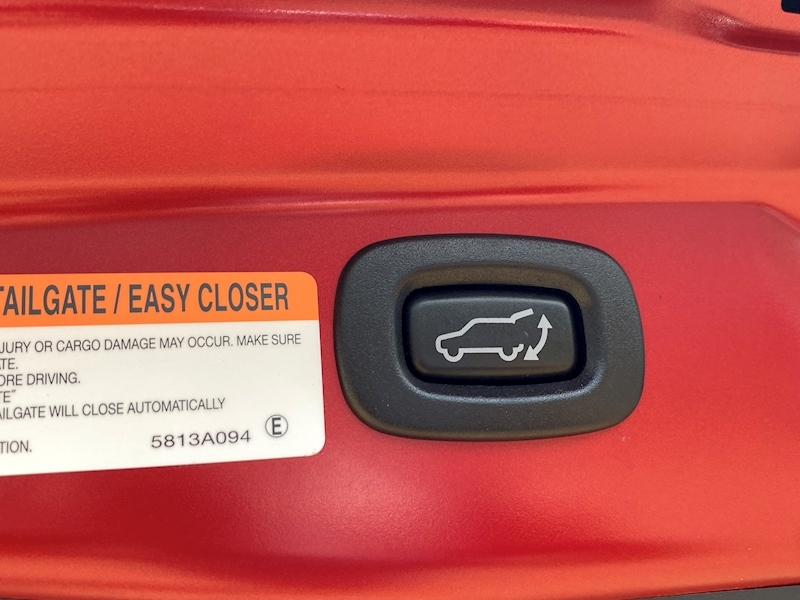 TAILGATE / EASY CLOSER
JURY OR CARGO DAMAGE MAY OCCUR. MAKE SURE
ATE.
ORE DRIVING.
TE"
AILGATE WILL CLOSE AUTOMATICALLY
TION.
5813A094 E